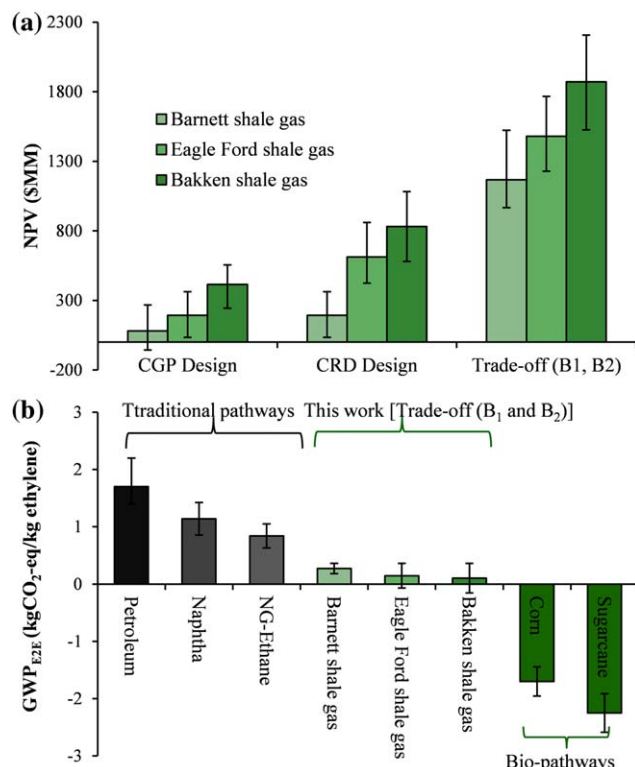 (a)
2300
1800
1300
800
300
-200
NPV ($MM)
Barnett shale gas
Eagle Ford shale gas
Bakken shale gas
CGP Design
CRD Design
Trade-off (B1, B2)
(b)
3
2
1
0
-1
-2
-3
GWP_E2E (kgCO₂-eq/kg ethylene)
Ttraditional pathways
This work [Trade-off (B₁ and B₂)]
Petroleum
Naphtha
NG-Ethane
Barnett shale gas
Eagle Ford shale gas
Bakken shale gas
Corn
Sugarcane
Bio-pathways